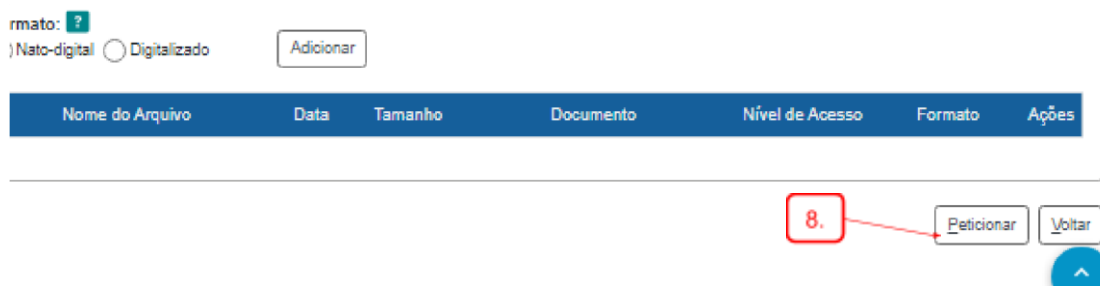 rmato: ?
Nato-digital Digitalizado Adicionar
Nome do Arquivo Data Tamanho Documento Nível de Acesso Formato Ações
8. Peticionar Voltar